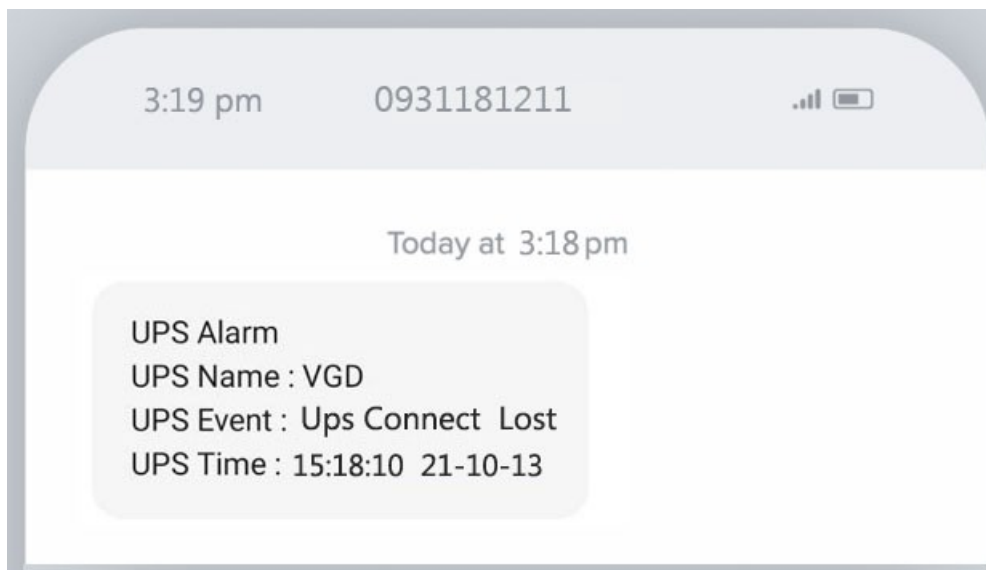 3:19 pm 0931181211
Today at 3:18 pm
UPS Alarm
UPS Name : VGD
UPS Event : Ups Connect Lost
UPS Time : 15:18:10 21-10-13